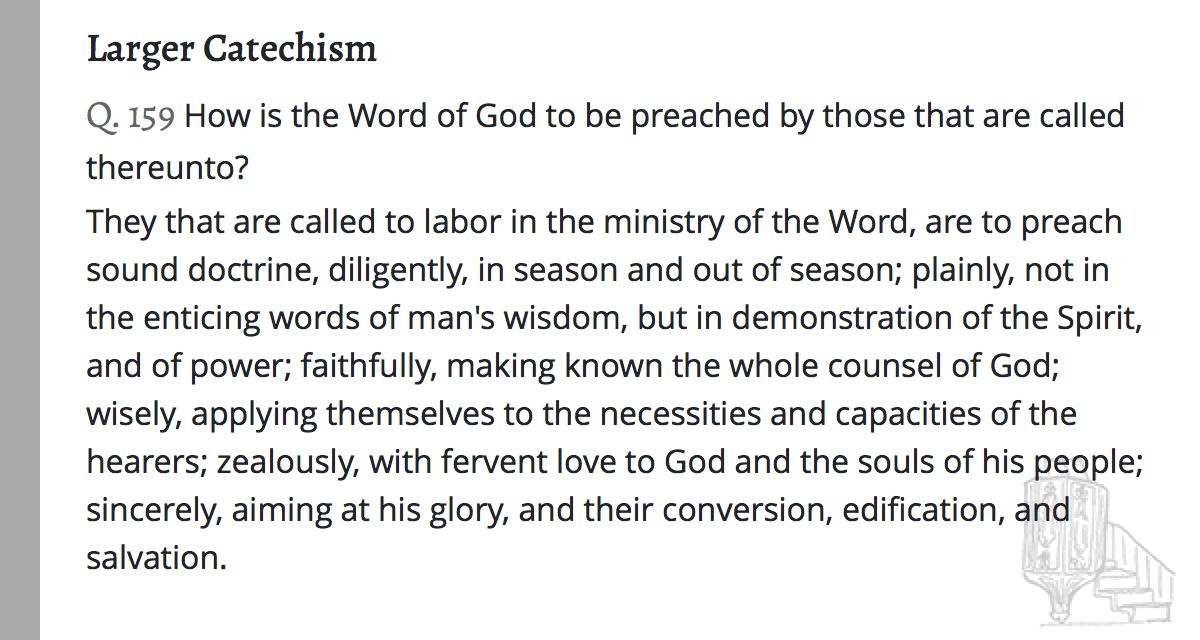 Larger Catechism
Q. 159 How is the Word of God to be preached by those that are called
thereunto?
They that are called to labor in the ministry of the Word, are to preach
sound doctrine, diligently, in season and out of season; plainly, not in
the enticing words of man's wisdom, but in demonstration of the Spirit,
and of power; faithfully, making known the whole counsel of God;
wisely, applying themselves to the necessities and capacities of the
hearers; zealously, with fervent love to God and the souls of his people;
sincerely, aiming at his glory, and their conversion, edification, and
salvation.